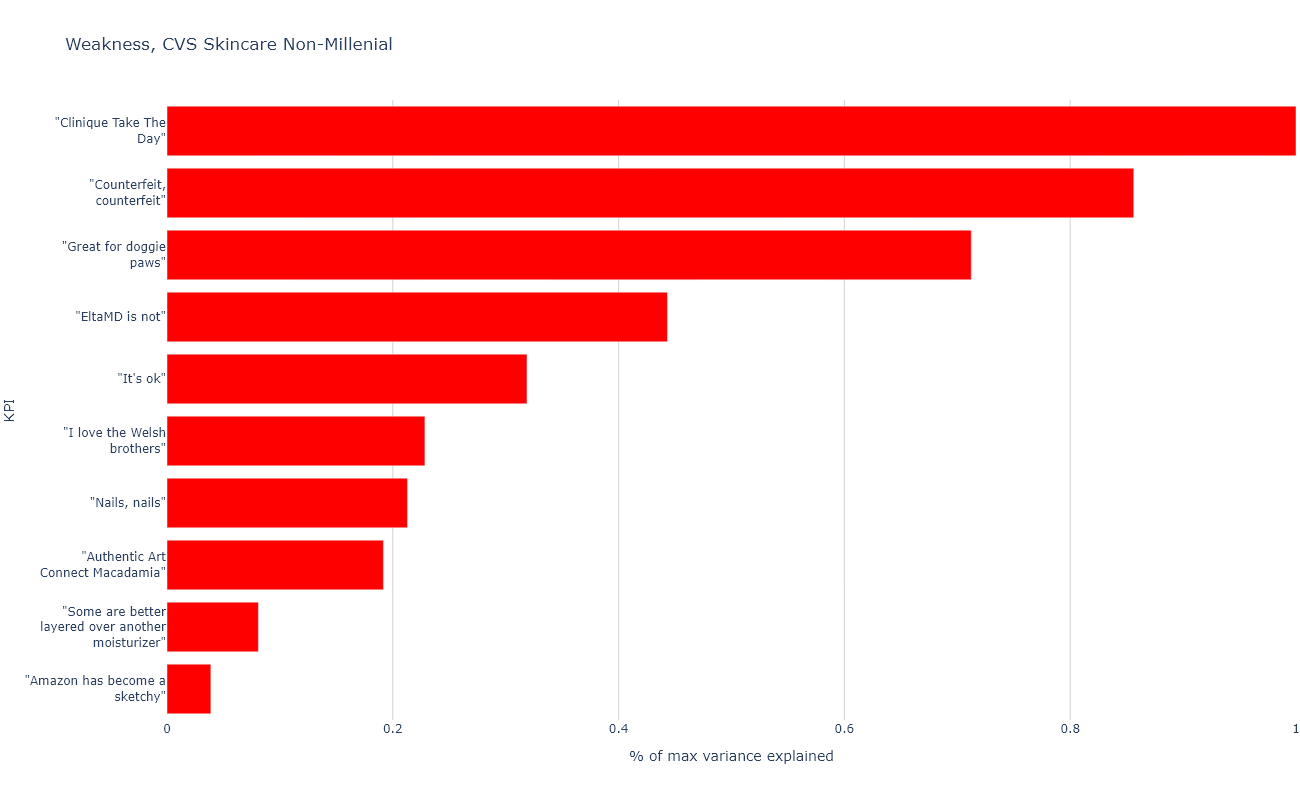 Weakness, CVS Skincare Non-Millenial
"Clinique Take The
Day"
"Counterfeit,
counterfeit"
"Great for doggie
paws"
"EltaMD is not"
"It's ok"
"I love the Welsh
brothers"
"Nails, nails"
"Authentic Art
Connect Macadamia"
"Some are better
layered over another
moisturizer"
"Amazon has become a
sketchy"
KPI
0
0.2
0.4
0.6
0.8
1
% of max variance explained